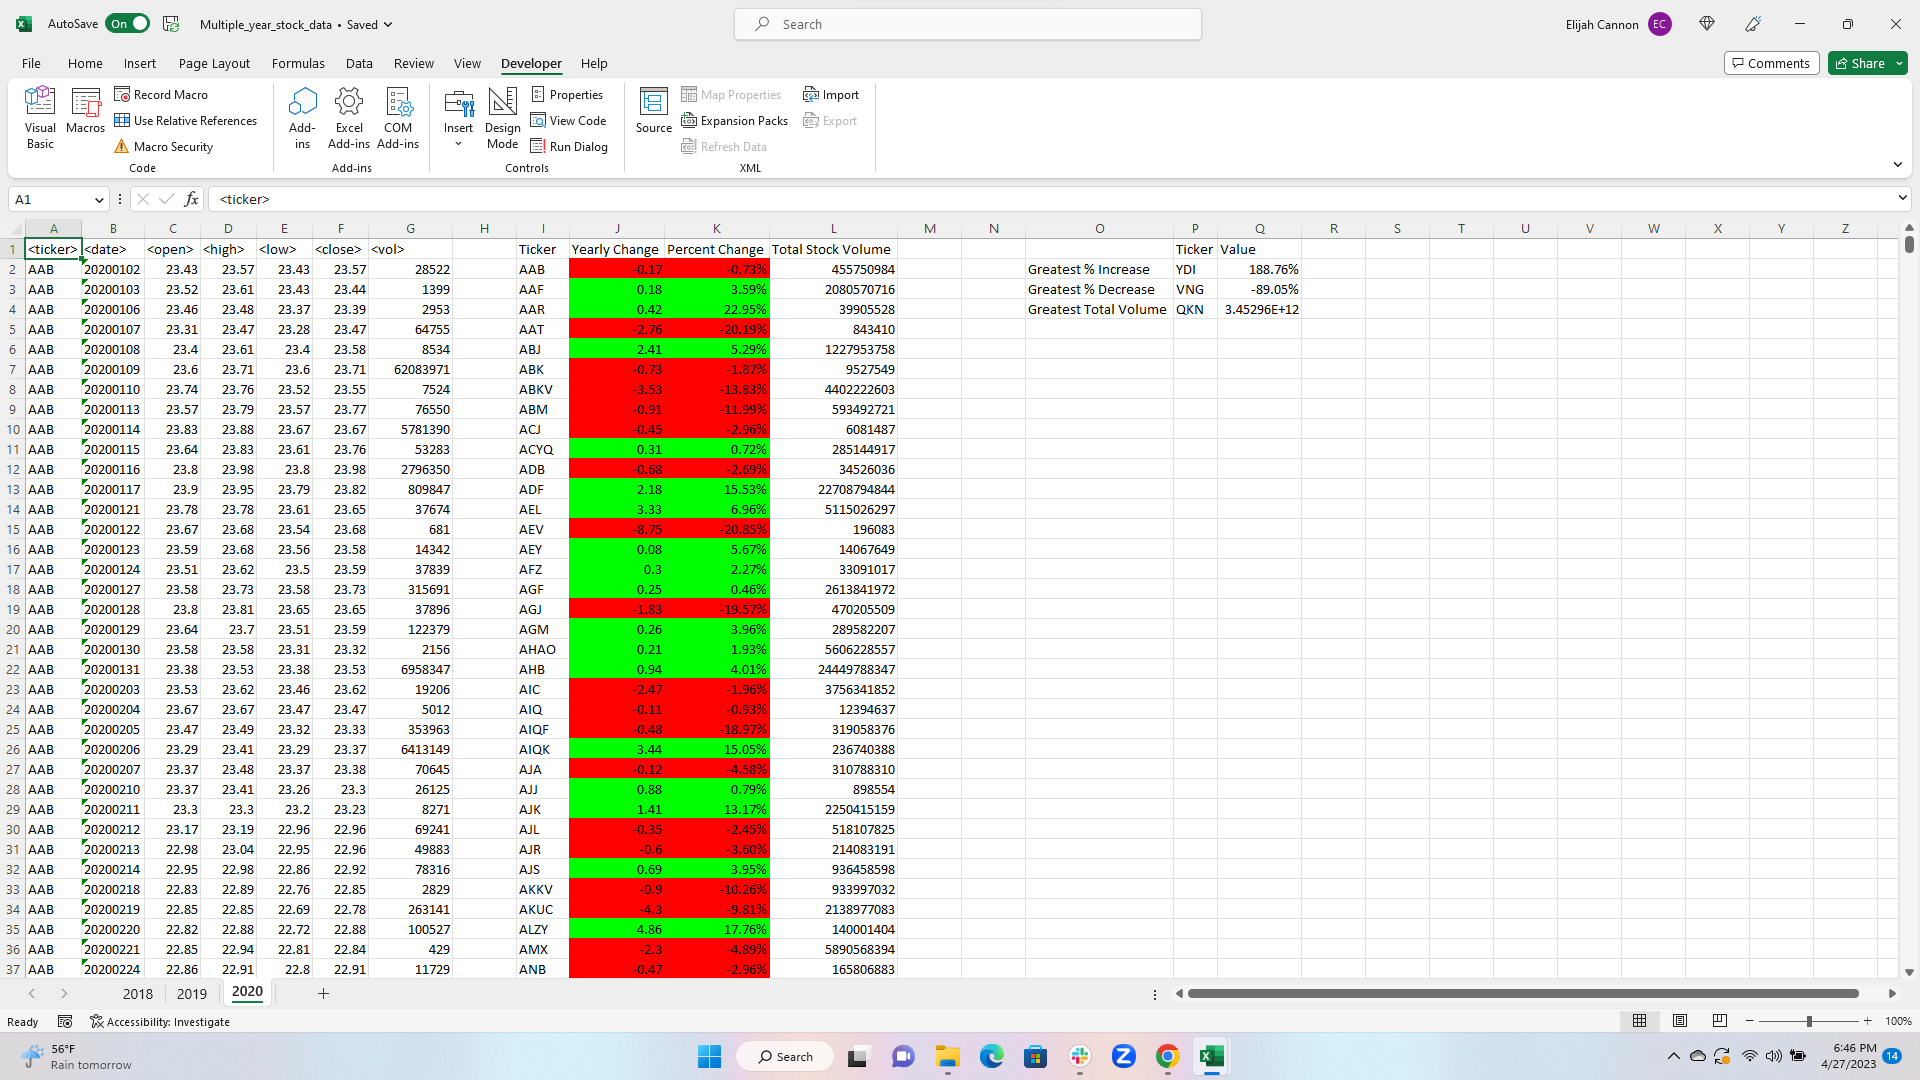 AutoSave On Multiple_year_stock_data • Saved Search Elijah Cannon EC
File Home Insert Page Layout Formulas Data Review View Developer Help Comments Share
Visual Basic Macros Record Macro Use Relative References Macro Security Code
Add-ins Excel Add-ins COM Add-ins Add-ins
Insert Design Mode Properties View Code Run Dialog Controls
Source Map Properties Expansion Packs Refresh Data Import Export XML
A1 fx <ticker>
A B C D E F G H I J K L M N O P Q R S T U V W X Y Z
1 <ticker> <date> <open> <high> <low> <close> <vol> Ticker Yearly Change Percent Change Total Stock Volume Ticker Value
2 AAB 20200102 23.43 23.57 23.43 23.57 28522 AAB -0.17 -0.73% 455750984 Greatest % Increase YDI 188.76%
3 AAB 20200103 23.52 23.61 23.43 23.44 1399 AAF 0.18 3.59% 2080570716 Greatest % Decrease VNG -89.05%
4 AAB 20200106 23.46 23.48 23.37 23.39 2953 AAR 0.42 22.95% 39905528 Greatest Total Volume QKN 3.45296E+12
5 AAB 20200107 23.31 23.47 23.28 23.47 64755 AAT -2.76 -20.19% 843410
6 AAB 20200108 23.4 23.61 23.4 23.58 8534 ABJ 2.41 5.29% 1227953758
7 AAB 20200109 23.6 23.71 23.6 23.71 62083971 ABK -0.73 -1.87% 9527549
8 AAB 20200110 23.74 23.76 23.52 23.55 7524 ABKV -3.53 -13.83% 4402222603
9 AAB 20200113 23.57 23.79 23.57 23.77 76550 ABM -0.91 -11.99% 593492721
10 AAB 20200114 23.83 23.88 23.67 23.67 5781390 ACJ -0.45 -2.96% 6081487
11 AAB 20200115 23.64 23.83 23.61 23.76 53283 ACYQ 0.31 0.72% 285144917
12 AAB 20200116 23.8 23.98 23.8 23.98 2796350 ADB -0.68 -2.69% 34526036
13 AAB 20200117 23.9 23.95 23.79 23.82 809847 ADF 2.18 15.53% 22708794844
14 AAB 20200121 23.78 23.78 23.61 23.65 37674 AEL 3.33 6.96% 5115026297
15 AAB 20200122 23.67 23.68 23.54 23.68 681 AEV -8.75 -20.85% 196083
16 AAB 20200123 23.59 23.68 23.56 23.58 14342 AEY 0.08 5.67% 14067649
17 AAB 20200124 23.51 23.62 23.5 23.59 37839 AFZ 0.3 2.27% 33091017
18 AAB 20200127 23.58 23.73 23.58 23.73 315691 AGF 0.25 0.46% 2613841972
19 AAB 20200128 23.8 23.81 23.65 23.65 37896 AGJ -1.83 -19.57% 470205509
20 AAB 20200129 23.64 23.7 23.51 23.59 122379 AGM 0.26 3.96% 289582207
21 AAB 20200130 23.58 23.58 23.31 23.32 2156 AHAO 0.21 1.93% 5606228557
22 AAB 20200131 23.38 23.53 23.38 23.53 6958347 AHB 0.94 4.01% 24449788347
23 AAB 20200203 23.53 23.62 23.46 23.62 19206 AIC -2.47 -1.96% 3756341852
24 AAB 20200204 23.67 23.67 23.47 23.47 5012 AIQ -0.11 -0.93% 12394637
25 AAB 20200205 23.47 23.49 23.32 23.33 353963 AIQF -0.48 -18.97% 319058376
26 AAB 20200206 23.29 23.41 23.29 23.37 6413149 AIQK 3.44 15.05% 236740388
27 AAB 20200207 23.37 23.48 23.37 23.38 70645 AJA -0.12 -4.58% 310788310
28 AAB 20200210 23.37 23.41 23.26 23.3 26125 AJJ 0.88 0.79% 898554
29 AAB 20200211 23.3 23.3 23.2 23.23 8271 AJK 1.41 13.17% 2250415159
30 AAB 20200212 23.17 23.19 22.96 22.96 69241 AJL -0.35 -2.45% 518107825
31 AAB 20200213 22.98 23.04 22.95 22.96 49883 AJR -0.6 -3.60% 214083191
32 AAB 20200214 22.95 22.98 22.86 22.92 78316 AJS 0.69 3.95% 936458598
33 AAB 20200218 22.83 22.89 22.76 22.85 2829 AKKV -0.9 -10.26% 933997032
34 AAB 20200219 22.85 22.85 22.69 22.78 263141 AKUC -4.3 -9.81% 2138977083
35 AAB 20200220 22.82 22.88 22.72 22.88 100527 ALZY 4.86 17.76% 140001404
36 AAB 20200221 22.85 22.94 22.81 22.84 429 AMX -2.3 -4.89% 5890568394
37 AAB 20200224 22.86 22.91 22.8 22.91 11729 ANB -0.47 -2.96% 165806883
2018 2019 2020
Ready Accessibility: Investigate 100%
56°F Search 6:46 PM
Rain tomorrow 4/27/2023 14